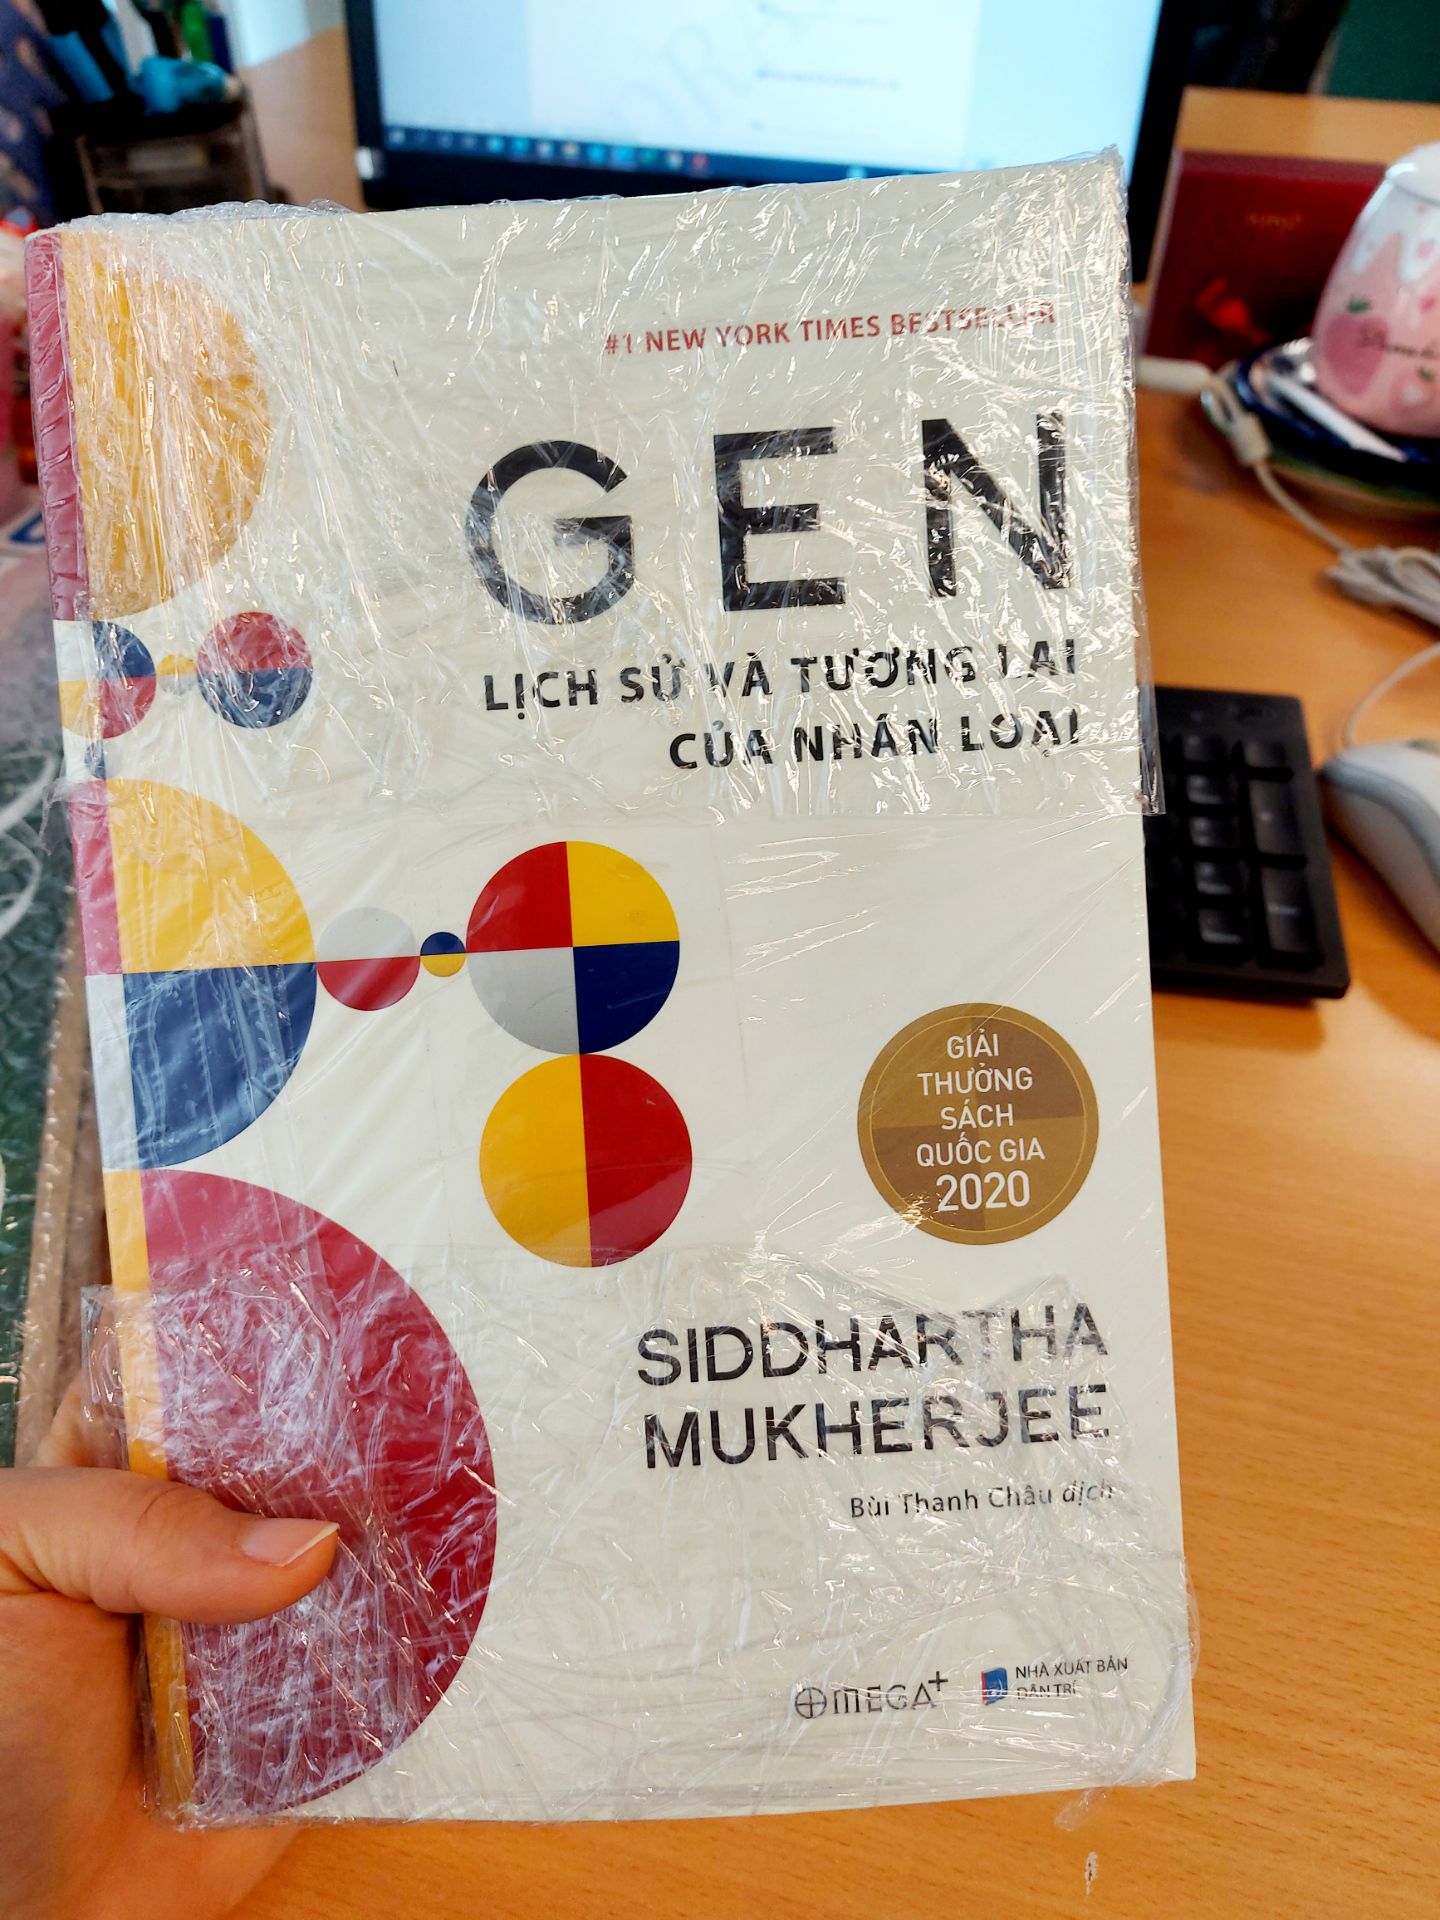 #1 NEW YORK TIMES BESTSELLER
GEN
LỊCH SỬ VÀ TƯƠNG LAI
CỦA NHÂN LOẠI
GIẢI
THƯỞNG
SÁCH
QUỐC GIA
2020
SIDDHARTHA
MUKHERJEE
Bùi Thanh Châu dịch
OMEGA+
NHÀ XUẤT BẢN
DÂN TRÍ